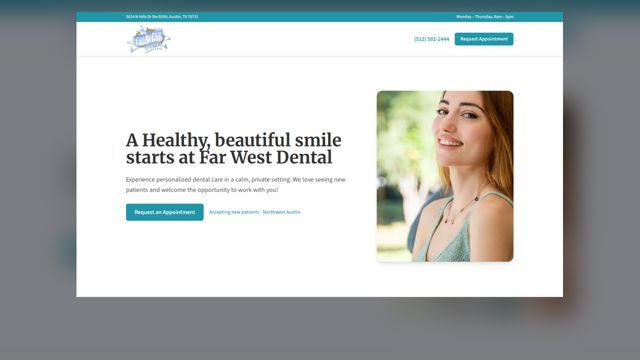 3624 N Hills Dr Ste B200, Austin, TX 78731
Monday – Thursday, 8am – 5pm
(512) 502-2444
Request Appointment
A Healthy, beautiful smile
starts at Far West Dental
Experience personalized dental care in a calm, private setting. We love seeing new
patients and welcome the opportunity to work with you!
Request an Appointment
Accepting new patients · Northwest Austin